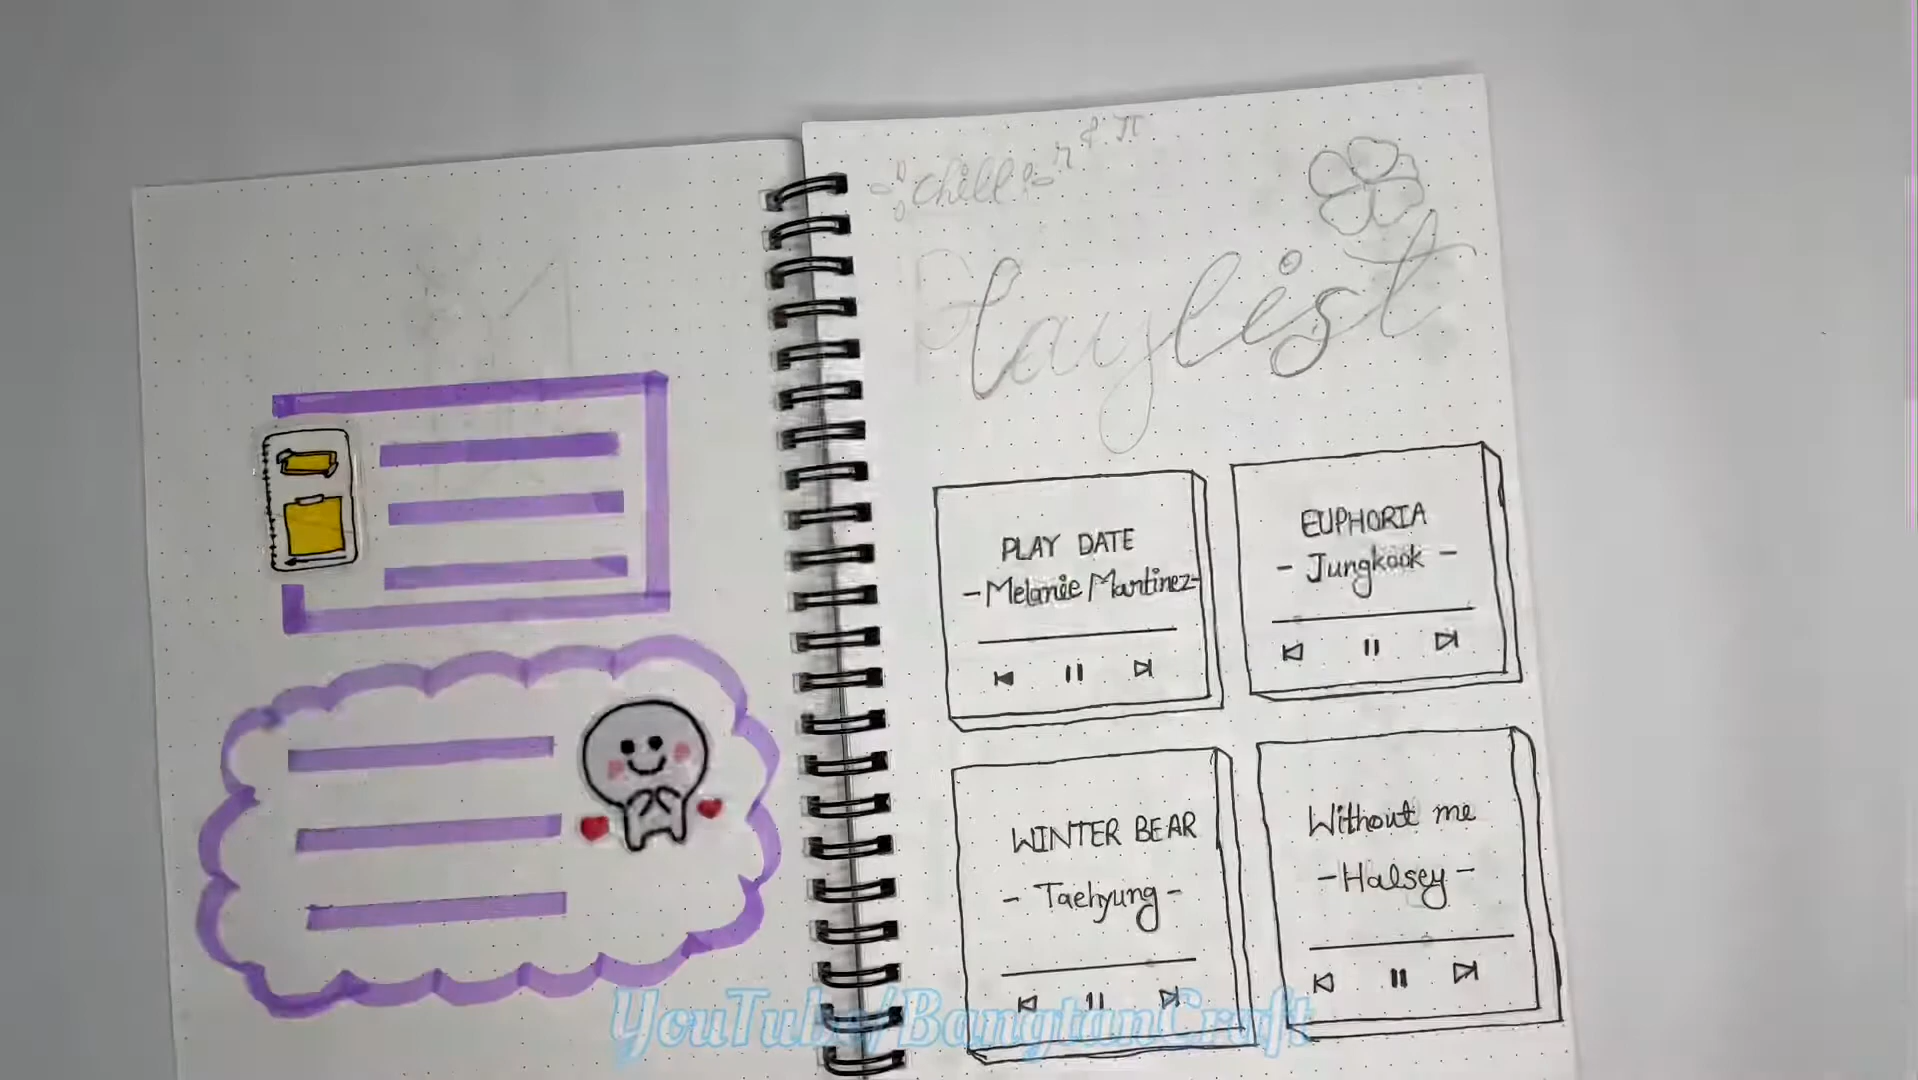 chill
Playlist
PLAY DATE
- Melanie Martinez-
EUPHORIA
- Jungkook -
WINTER BEAR
- Taehyung -
Without me
- Halsey -
YouTube/BangtanCraft